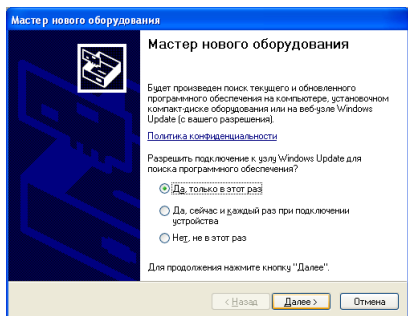 Мастер нового оборудования
Мастер нового оборудования
Будет произведен поиск текущего и обновленного
программного обеспечения на компьютере, установочном
компакт-диске оборудования или на веб-узле Windows
Update (с вашего разрешения).
Политика конфиденциальности
Разрешить подключение к узлу Windows Update для
поиска программного обеспечения?
Да, только в этот раз
Да, сейчас и каждый раз при подключении
устройства
Нет, не в этот раз
Для продолжения нажмите кнопку "Далее".
< Назад
Далее >
Отмена